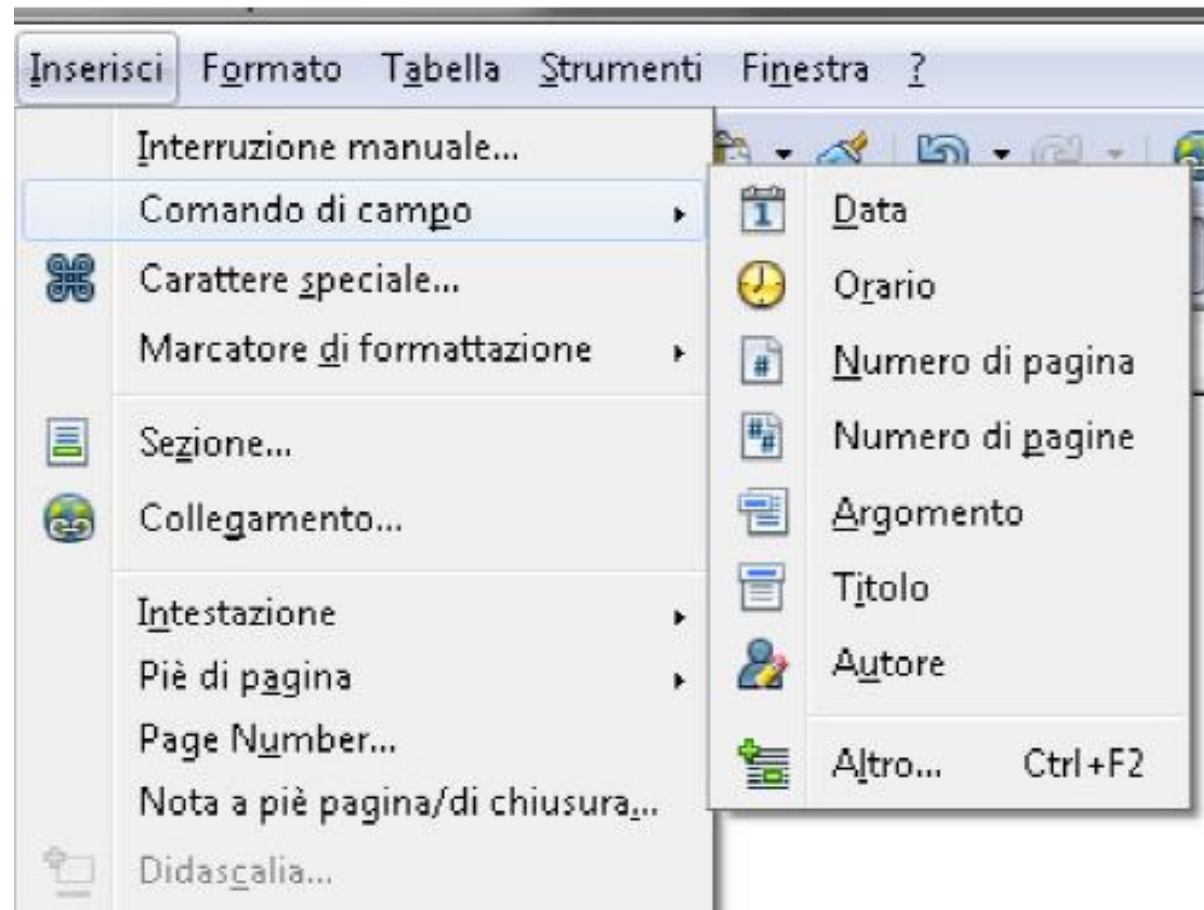 Inserisci Formato Tabella Strumenti Finestra ?
Interruzione manuale...
Comando di campo
Carattere speciale...
Marcatore di formattazione
Sezione...
Collegamento...
Intestazione
Piè di pagina
Page Number...
Nota a piè pagina/di chiusura...
Didascalia...
Data
Orario
Numero di pagina
Numero di pagine
Argomento
Titolo
Autore
Altro... Ctrl+F2